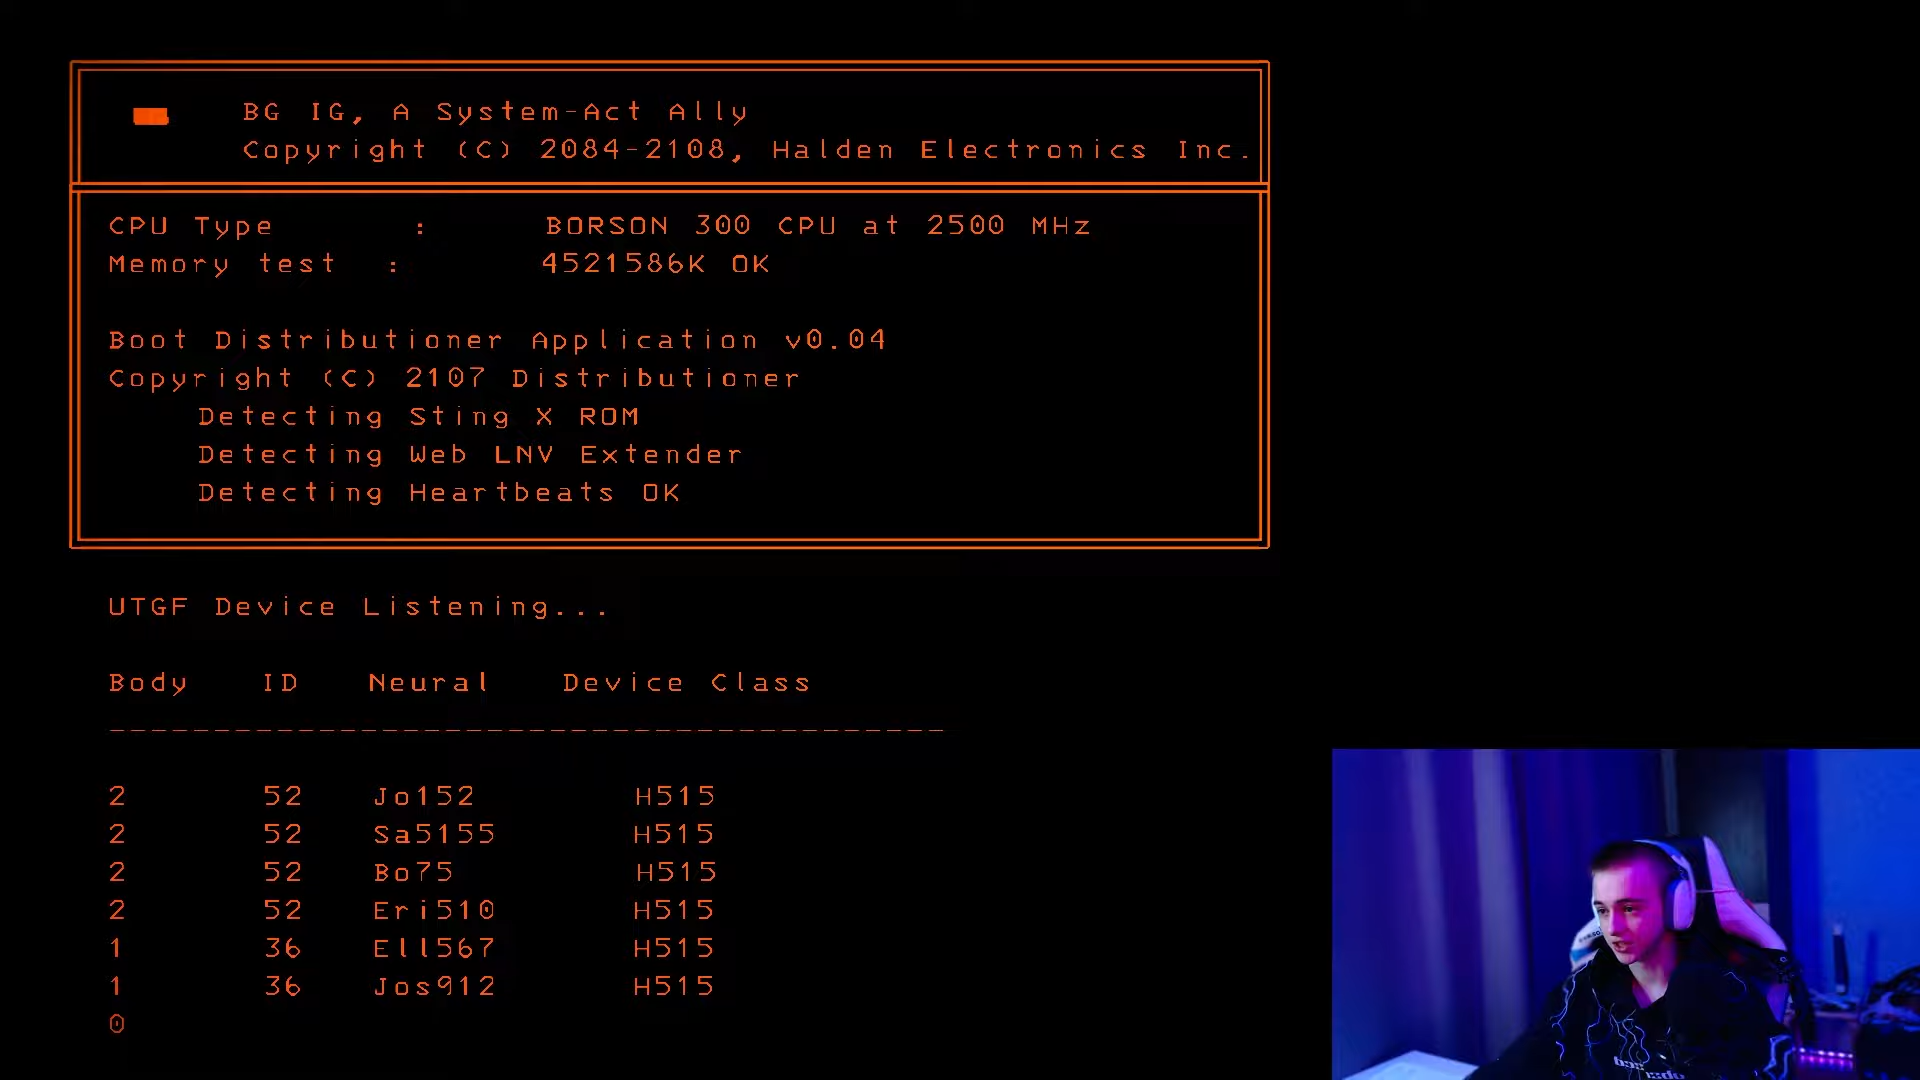 BG IG, A System-Act Ally
Copyright (C) 2084-2108, Halden Electronics Inc.
CPU Type : BORSON 300 CPU at 2500 MHz
Memory test : 4521586K OK
Boot Distributioner Application v0.04
Copyright (C) 2107 Distributioner
Detecting Sting X ROM
Detecting Web LNV Extender
Detecting Heartbeats OK
UTGF Device Listening...
Body ID Neural Device Class
2 52 Jo152 H515
2 52 Sa5155 H515
2 52 Bo75 H515
2 52 Eri510 H515
1 36 Ell567 H515
1 36 Jos912 H515
0